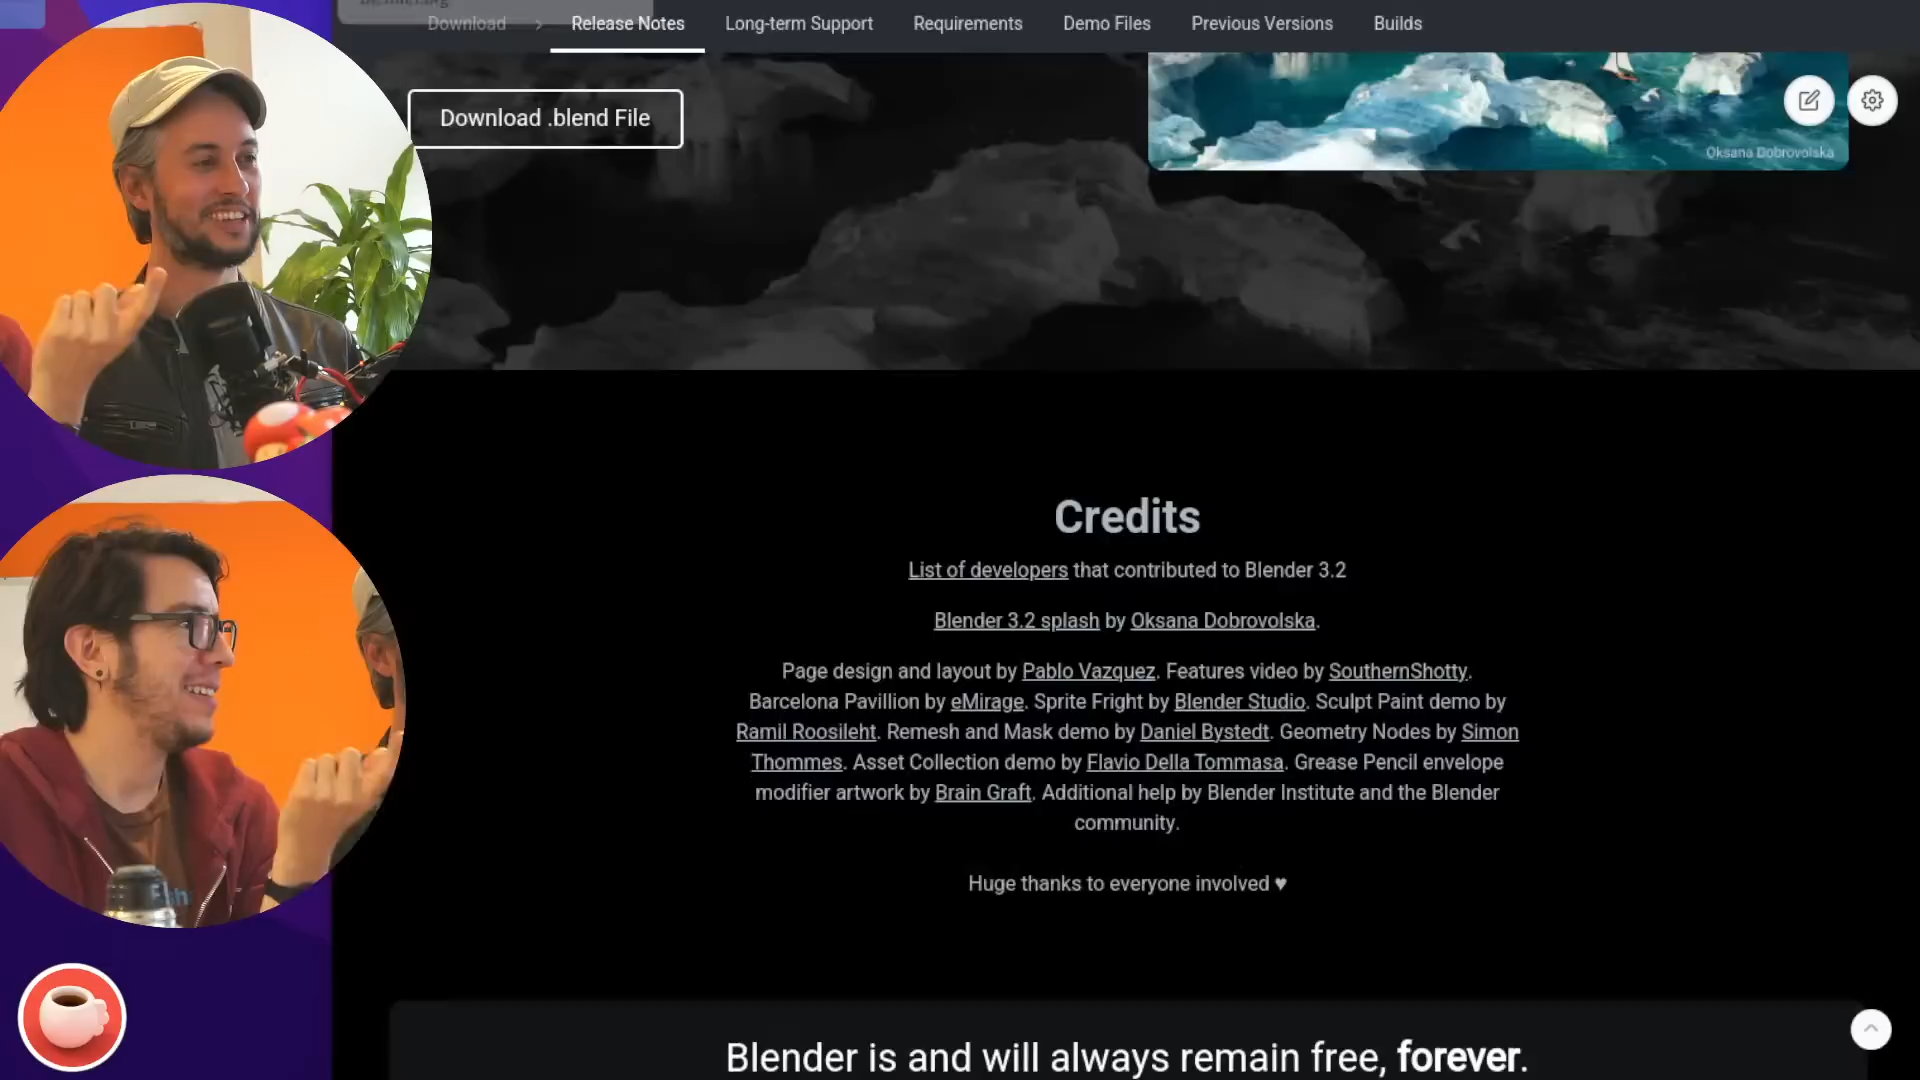 Download > Release Notes Long-term Support Requirements Demo Files Previous Versions Builds
Download .blend File
Oksana Dobrovolska
Credits
List of developers that contributed to Blender 3.2
Blender 3.2 splash by Oksana Dobrovolska.
Page design and layout by Pablo Vazquez. Features video by SouthernShotty.
Barcelona Pavillion by eMirage. Sprite Fright by Blender Studio. Sculpt Paint demo by
Ramil Roosileht. Remesh and Mask demo by Daniel Bystedt. Geometry Nodes by Simon
Thommes. Asset Collection demo by Flavio Della Tommasa. Grease Pencil envelope
modifier artwork by Brain Graft. Additional help by Blender Institute and the Blender
community.
Huge thanks to everyone involved ♥
Blender is and will always remain free, forever.